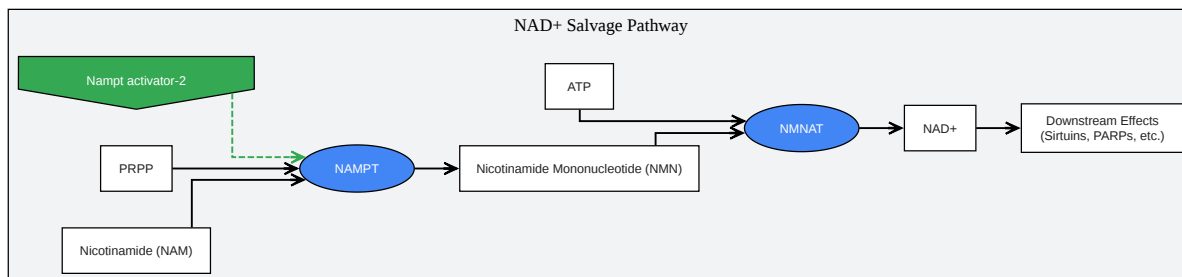 NAD+ Salvage Pathway
Nampt activator-2
ATP
NMNAT
NAD+
Downstream Effects
(Sirtuins, PARPs, etc.)
PRPP
NAMPT
Nicotinamide Mononucleotide (NMN)
Nicotinamide (NAM)